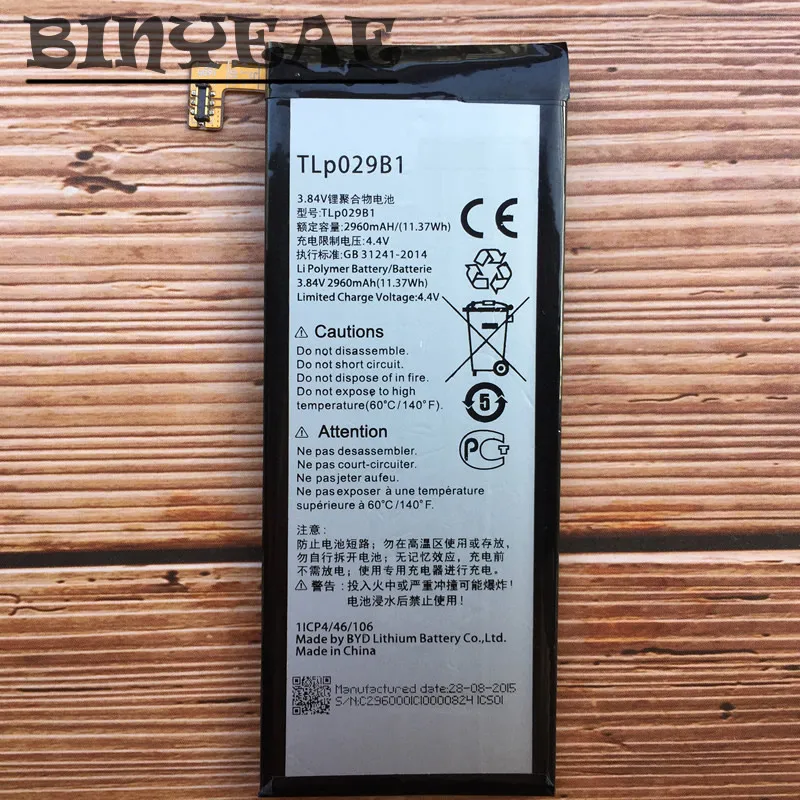 BINYEAE
TLp029B1
3.84V锂聚合物电池
型号:TLp029B1
额定容量:2960mAH/(11.37Wh)
充电限制电压:4.4V
执行标准:GB 31241-2014
Li Polymer Battery/Batterie
3.84V 2960mAh(11.37Wh)
Limited Charge Voltage:4.4V
CE
⚠ Cautions
Do not disassemble.
Do not short circuit.
Do not dispose of in fire.
Do not expose to high
temperature(60°C/140°F).
5
⚠ Attention
Ne pas dessembler.
Ne pas court-circuiter.
Ne pas jeter aufeu.
Ne pas exposer à une température
supérieure à 60°C/140°F.
PCT
注意:
防止电池短路;勿在高温区使用或存放;
勿自行拆开电池;无记忆效应,充电前
不需放电;使用专用充电器进行充电。
⚠ 警告:投入火中或严重冲撞可能爆炸!
电池浸水后禁止使用!
1ICP4/46/106
Made by BYD Lithium Battery Co.,Ltd.
Made in China
Manufactured date:28-08-2015
S/N:C2960001C10000824 1CS01